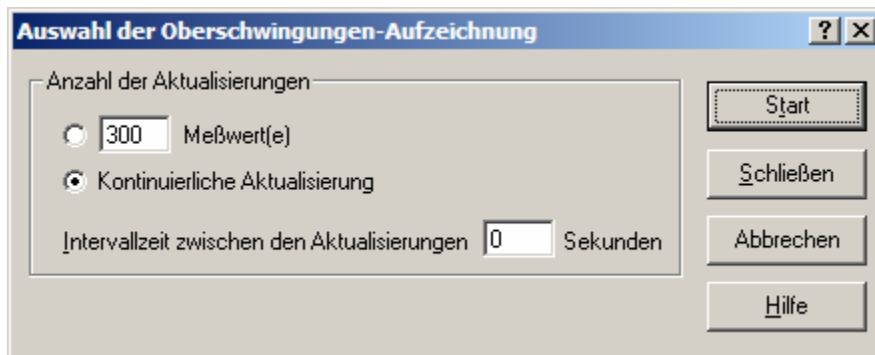 Auswahl der Oberschwingungen-Aufzeichnung
Anzahl der Aktualisierungen
300 Meßwert(e)
Kontinuierliche Aktualisierung
Intervallzeit zwischen den Aktualisierungen 0 Sekunden
Start
Schließen
Abbrechen
Hilfe